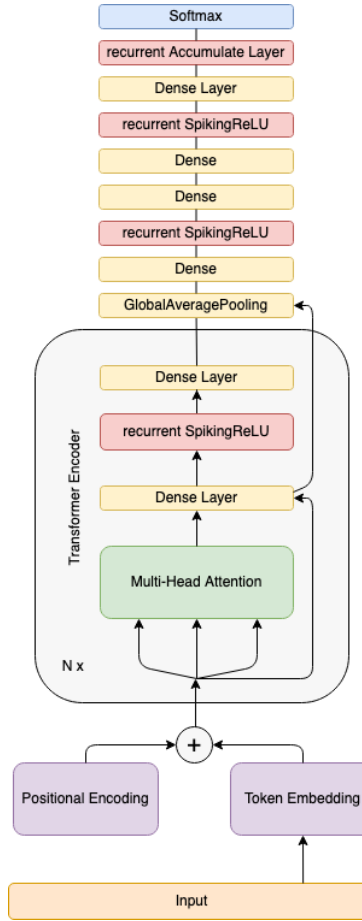 Softmax
recurrent Accumulate Layer
Dense Layer
recurrent SpikingReLU
Dense
Dense
recurrent SpikingReLU
Dense
GlobalAveragePooling
Dense Layer
recurrent SpikingReLU
Transformer Encoder
Dense Layer
Multi-Head Attention
N x
+
Positional Encoding
Token Embedding
Input